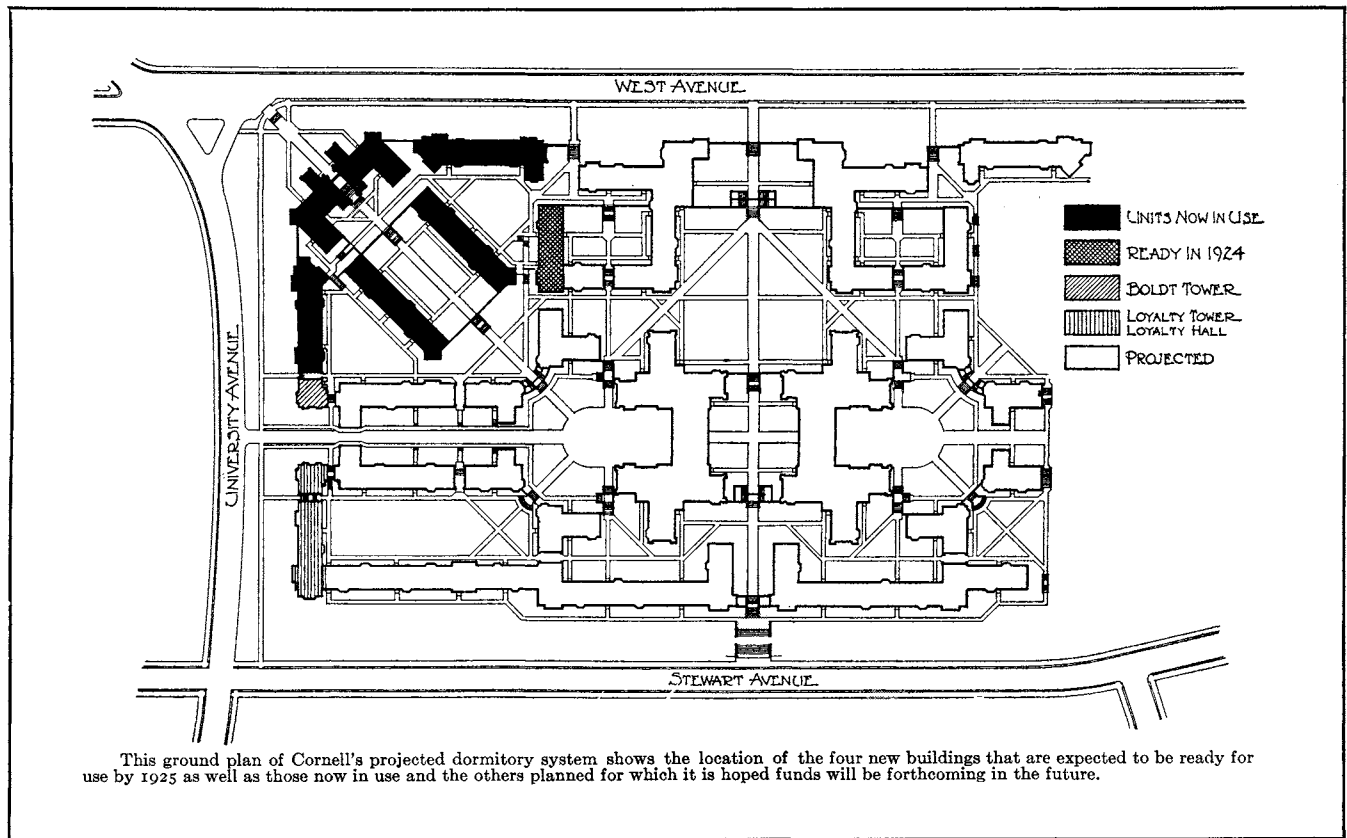 WEST AVENUE
UNITS NOW IN USE
READY IN 1924
BOLDT TOWER
LOYALTY TOWER
LOYALTY HALL
PROJECTED
UNIVERSITY AVENUE
STEWART AVENUE
This ground plan of Cornell's projected dormitory system shows the location of the four new buildings that are expected to be ready for
use by 1925 as well as those now in use and the others planned for which it is hoped funds will be forthcoming in the future.